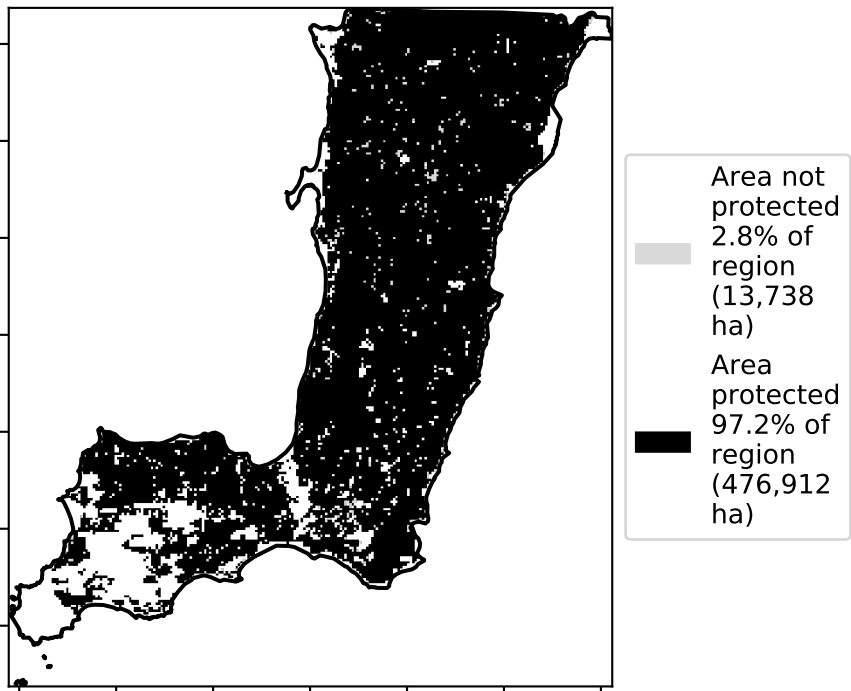 Area not
protected
2.8% of
region
(13,738
ha)
Area
protected
97.2% of
region
(476,912
ha)